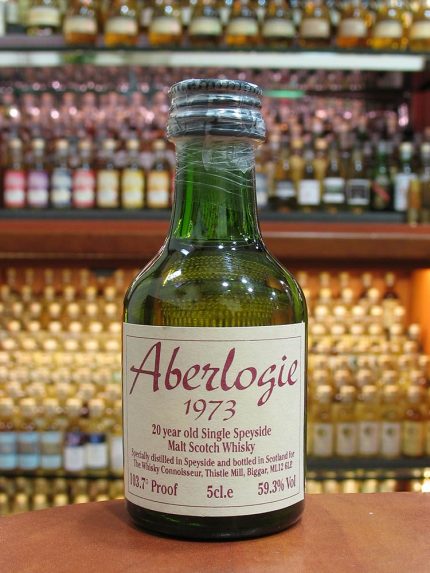 Aberlogie
1973
20 year old Single Speyside
Malt Scotch Whisky
Specially distilled in Speyside and bottled in Scotland for
The Whisky Connoisseur, Thistle Mill, Biggar, ML12 6LP
103.7° Proof 5cl.e 59.3% Vol